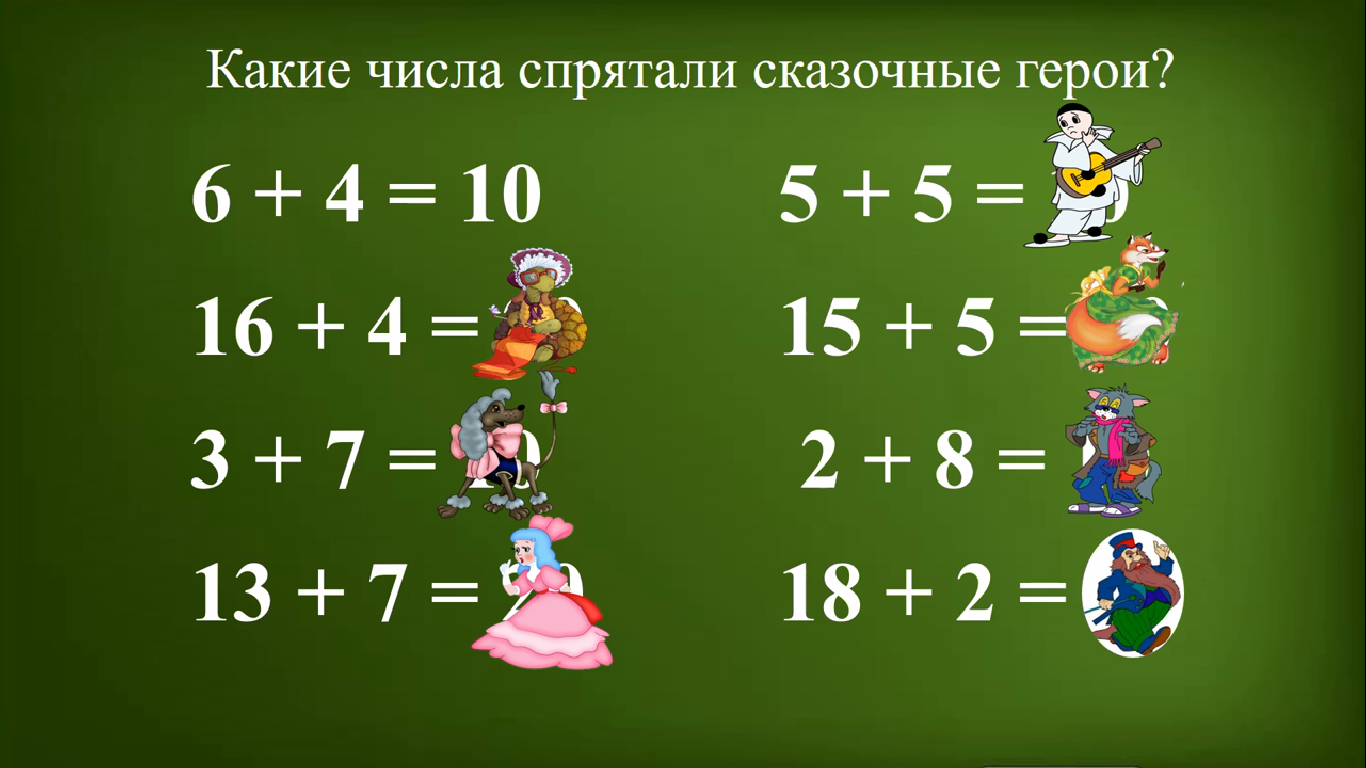 Какие числа спрятали сказочные герои?
6 + 4 = 10
5 + 5 =
16 + 4 =
15 + 5 =
3 + 7 =
2 + 8 =
13 + 7 =
18 + 2 =